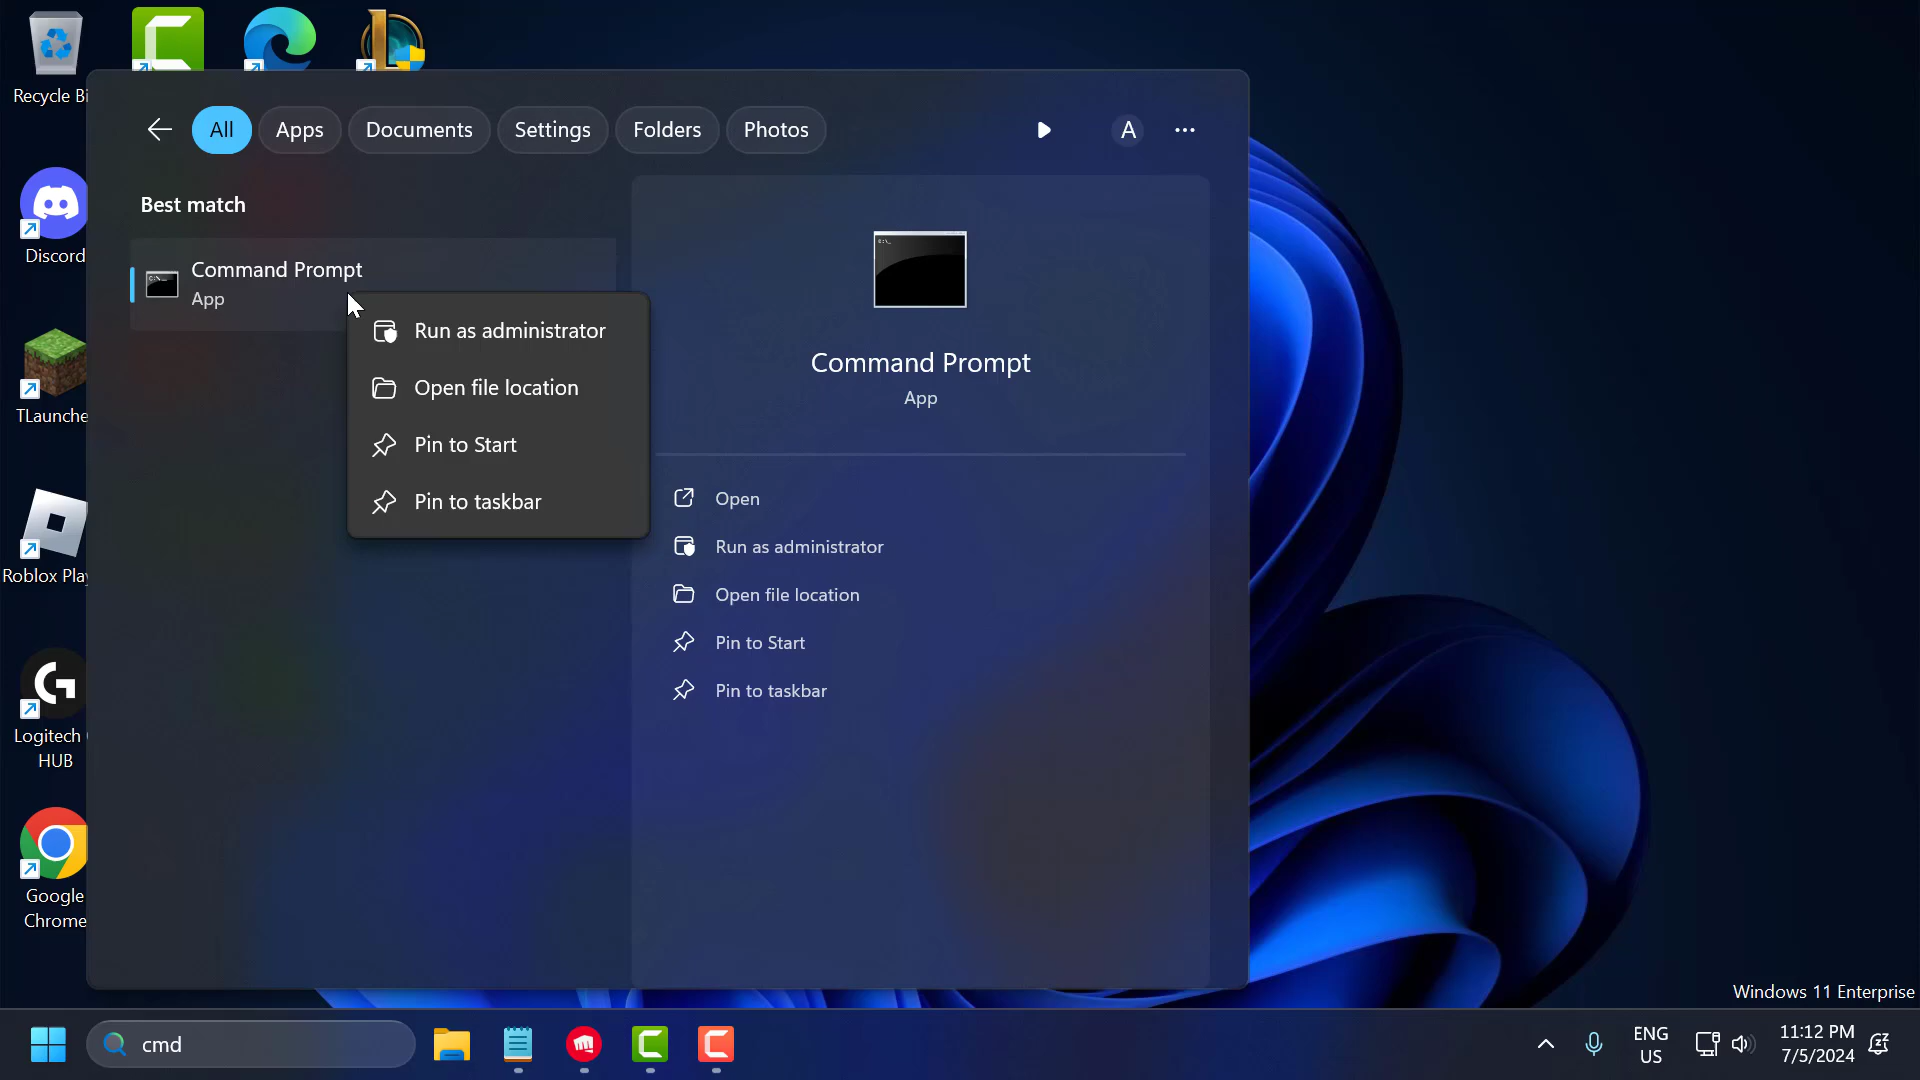 Recycle Bi
All
Apps
Documents
Settings
Folders
Photos
A
Best match
Command Prompt
App
Run as administrator
Open file location
Pin to Start
Pin to taskbar
Command Prompt
App
Open
Run as administrator
Open file location
Pin to Start
Pin to taskbar
Discord
TLaunche
Roblox Play
Logitech
HUB
Google
Chrome
Windows 11 Enterprise
cmd
ENG
US
11:12 PM
7/5/2024